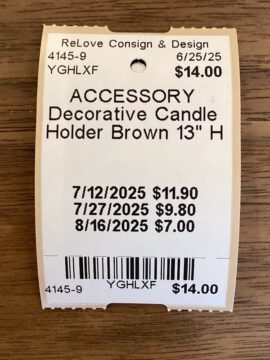 ReLove Consign & Design
4145-9 6/25/25
YGHLXF $14.00
ACCESSORY
Decorative Candle
Holder Brown 13" H
7/12/2025 $11.90
7/27/2025 $9.80
8/16/2025 $7.00
4145-9 YGHLXF $14.00